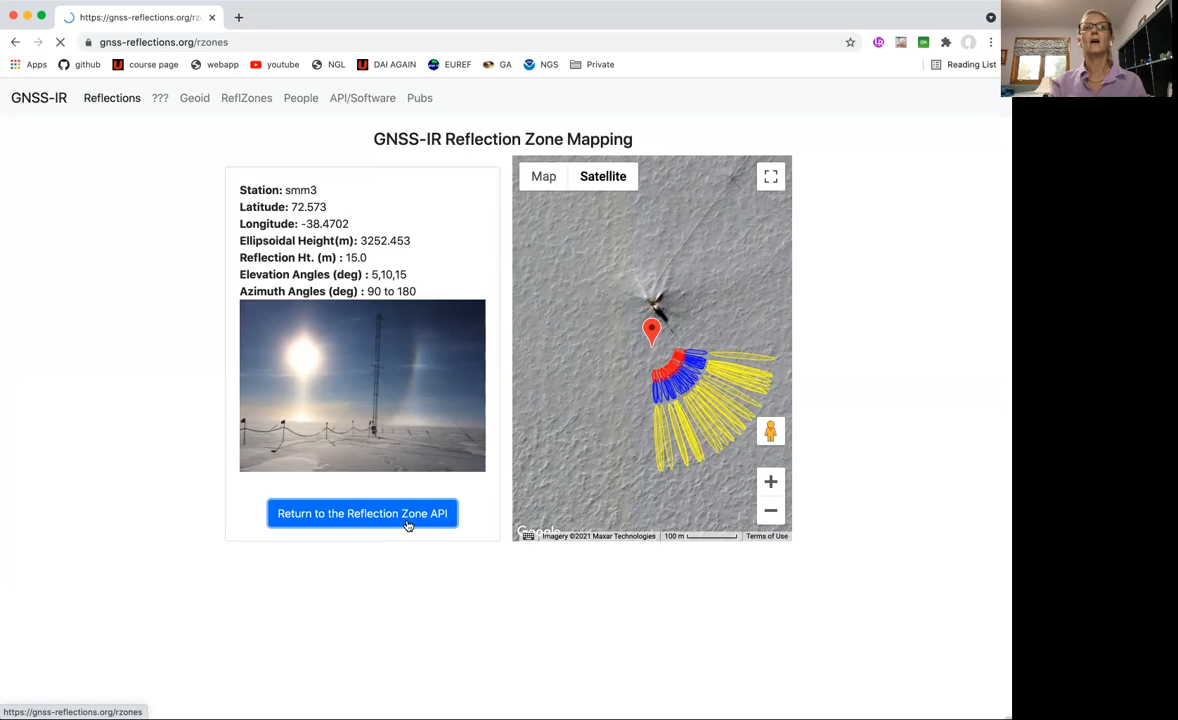 https://gnss-reflections.org/rz
gnss-reflections.org/rzones
Apps github course page webapp youtube NGL DAI AGAIN EUREF GA NGS Private Reading List
GNSS-IR Reflections ??? Geoid ReflZones People API/Software Pubs
GNSS-IR Reflection Zone Mapping
Station: smm3
Latitude: 72.573
Longitude: -38.4702
Ellipsoidal Height(m): 3252.453
Reflection Ht. (m) : 15.0
Elevation Angles (deg) : 5,10,15
Azimuth Angles (deg) : 90 to 180
Return to the Reflection Zone API
Map Satellite
Google
Imagery ©2021 Maxar Technologies 100 m Terms of Use
https://gnss-reflections.org/rzones